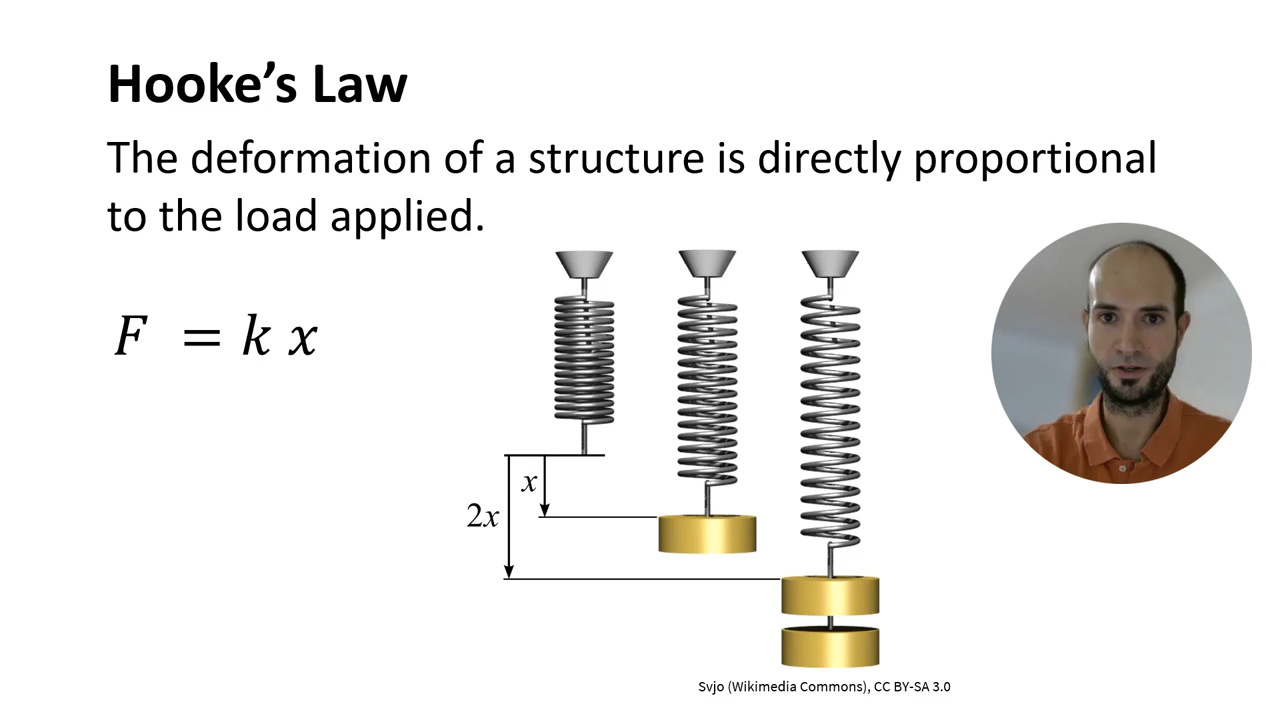 Hooke’s Law
The deformation of a structure is directly proportional
to the load applied.
F = k x
x
2x
Svjo (Wikimedia Commons), CC BY-SA 3.0